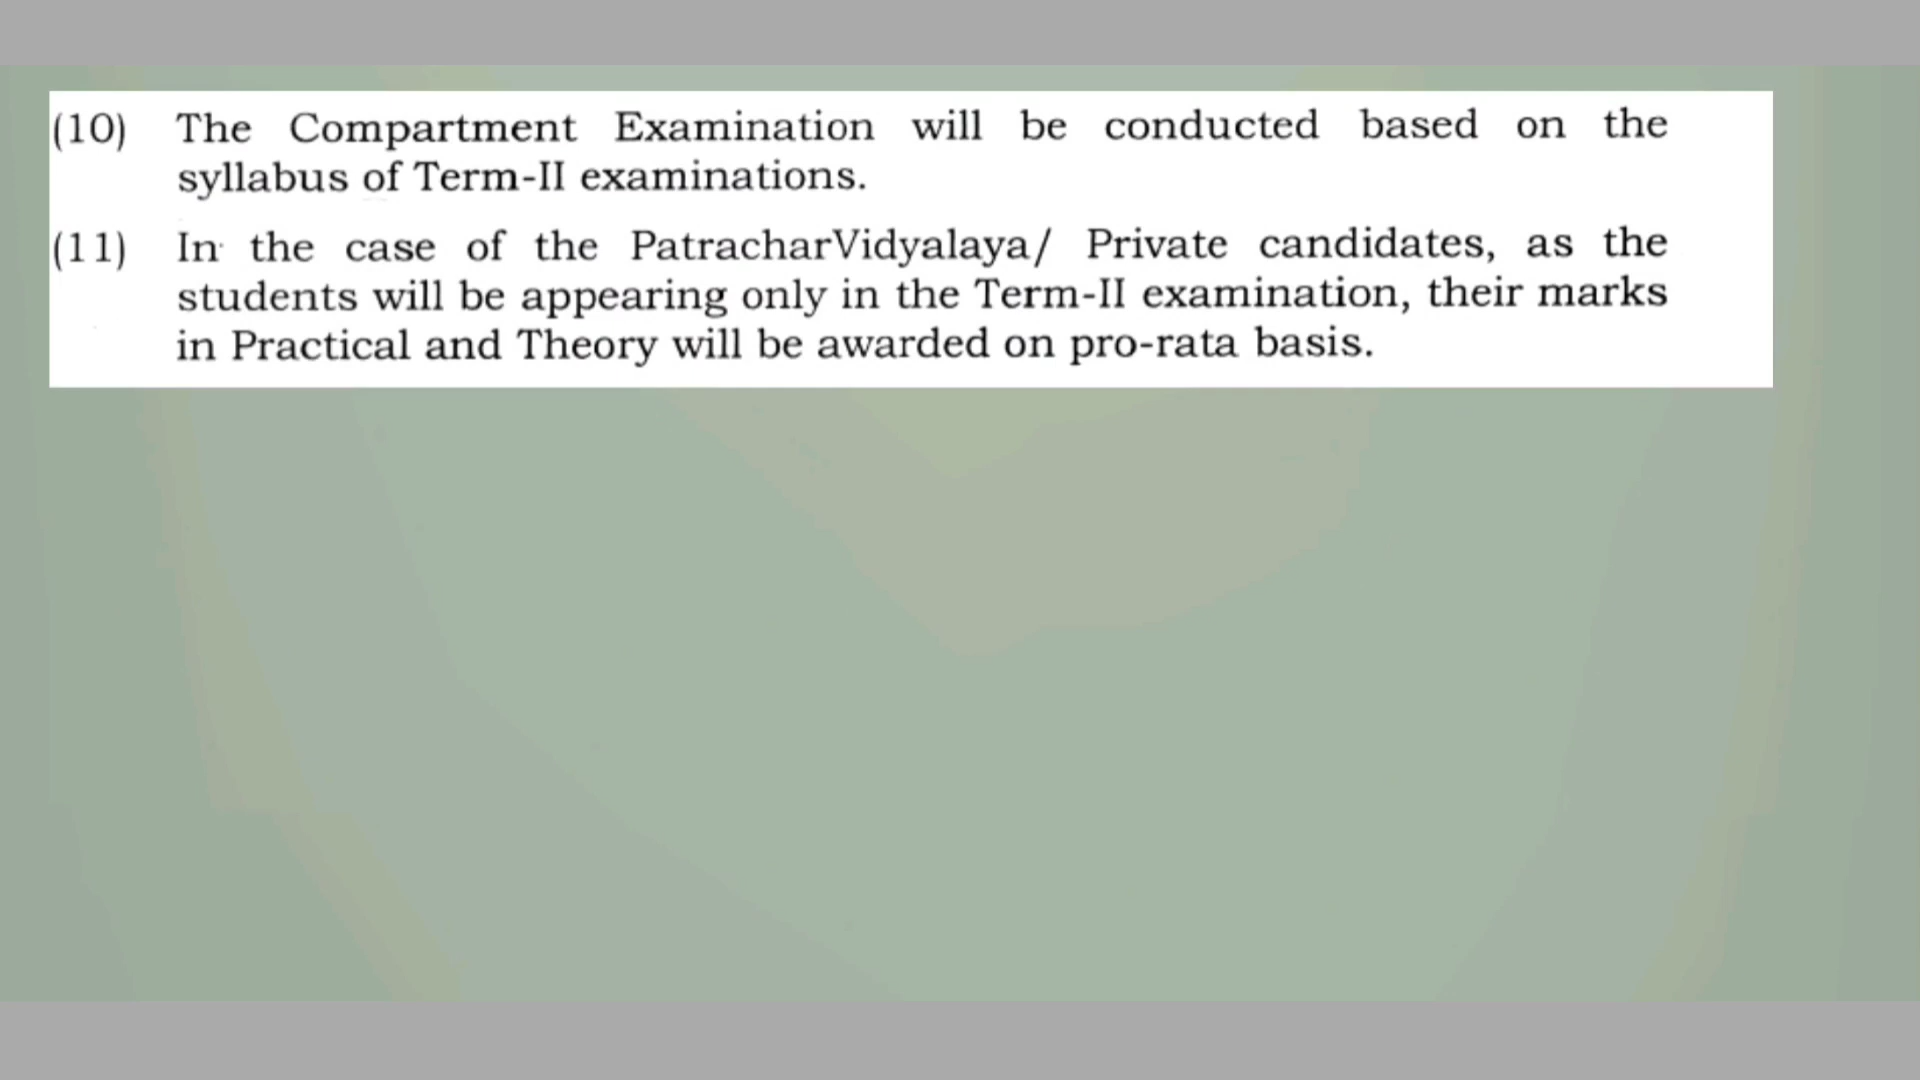 (10) The Compartment Examination will be conducted based on the
syllabus of Term-II examinations.
(11) In the case of the PatracharVidyalaya/ Private candidates, as the
students will be appearing only in the Term-II examination, their marks
in Practical and Theory will be awarded on pro-rata basis.